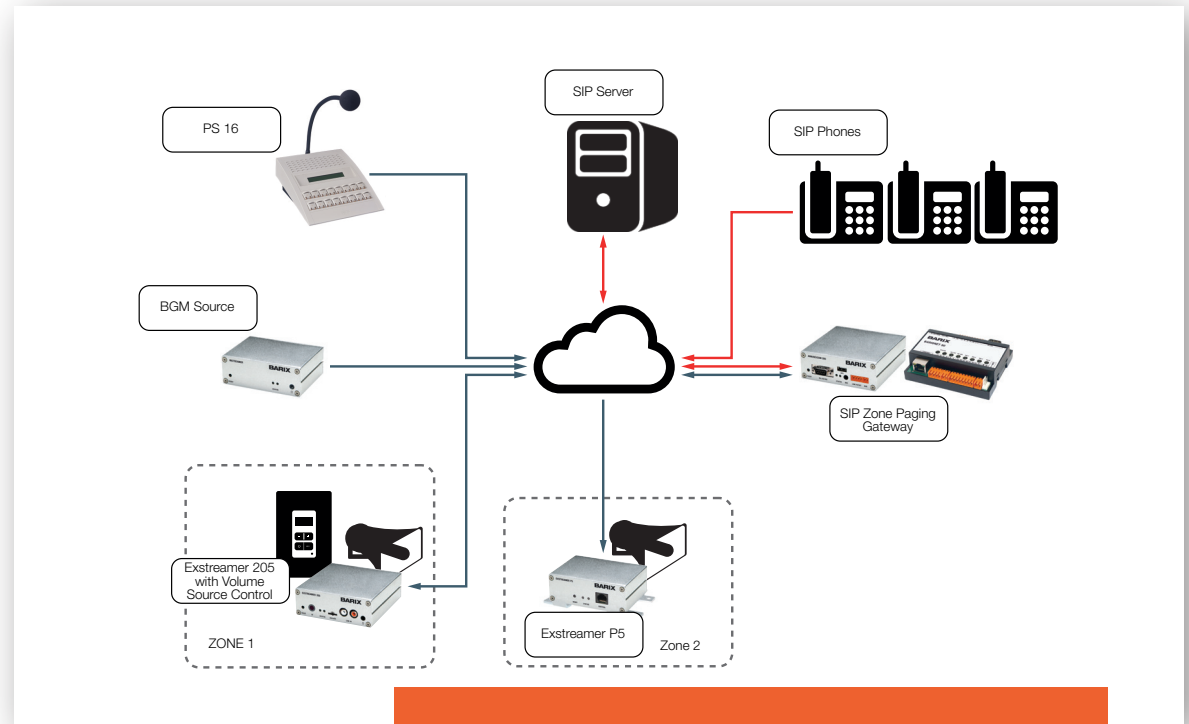 SIP Server
PS 16
SIP Phones
BGM Source
BARIX
BARIX
SIP Zone Paging
Gateway
Exstreamer 205
with Volume
Source Control
BARIX
ZONE 1
BARIX
Exstreamer P5
Zone 2